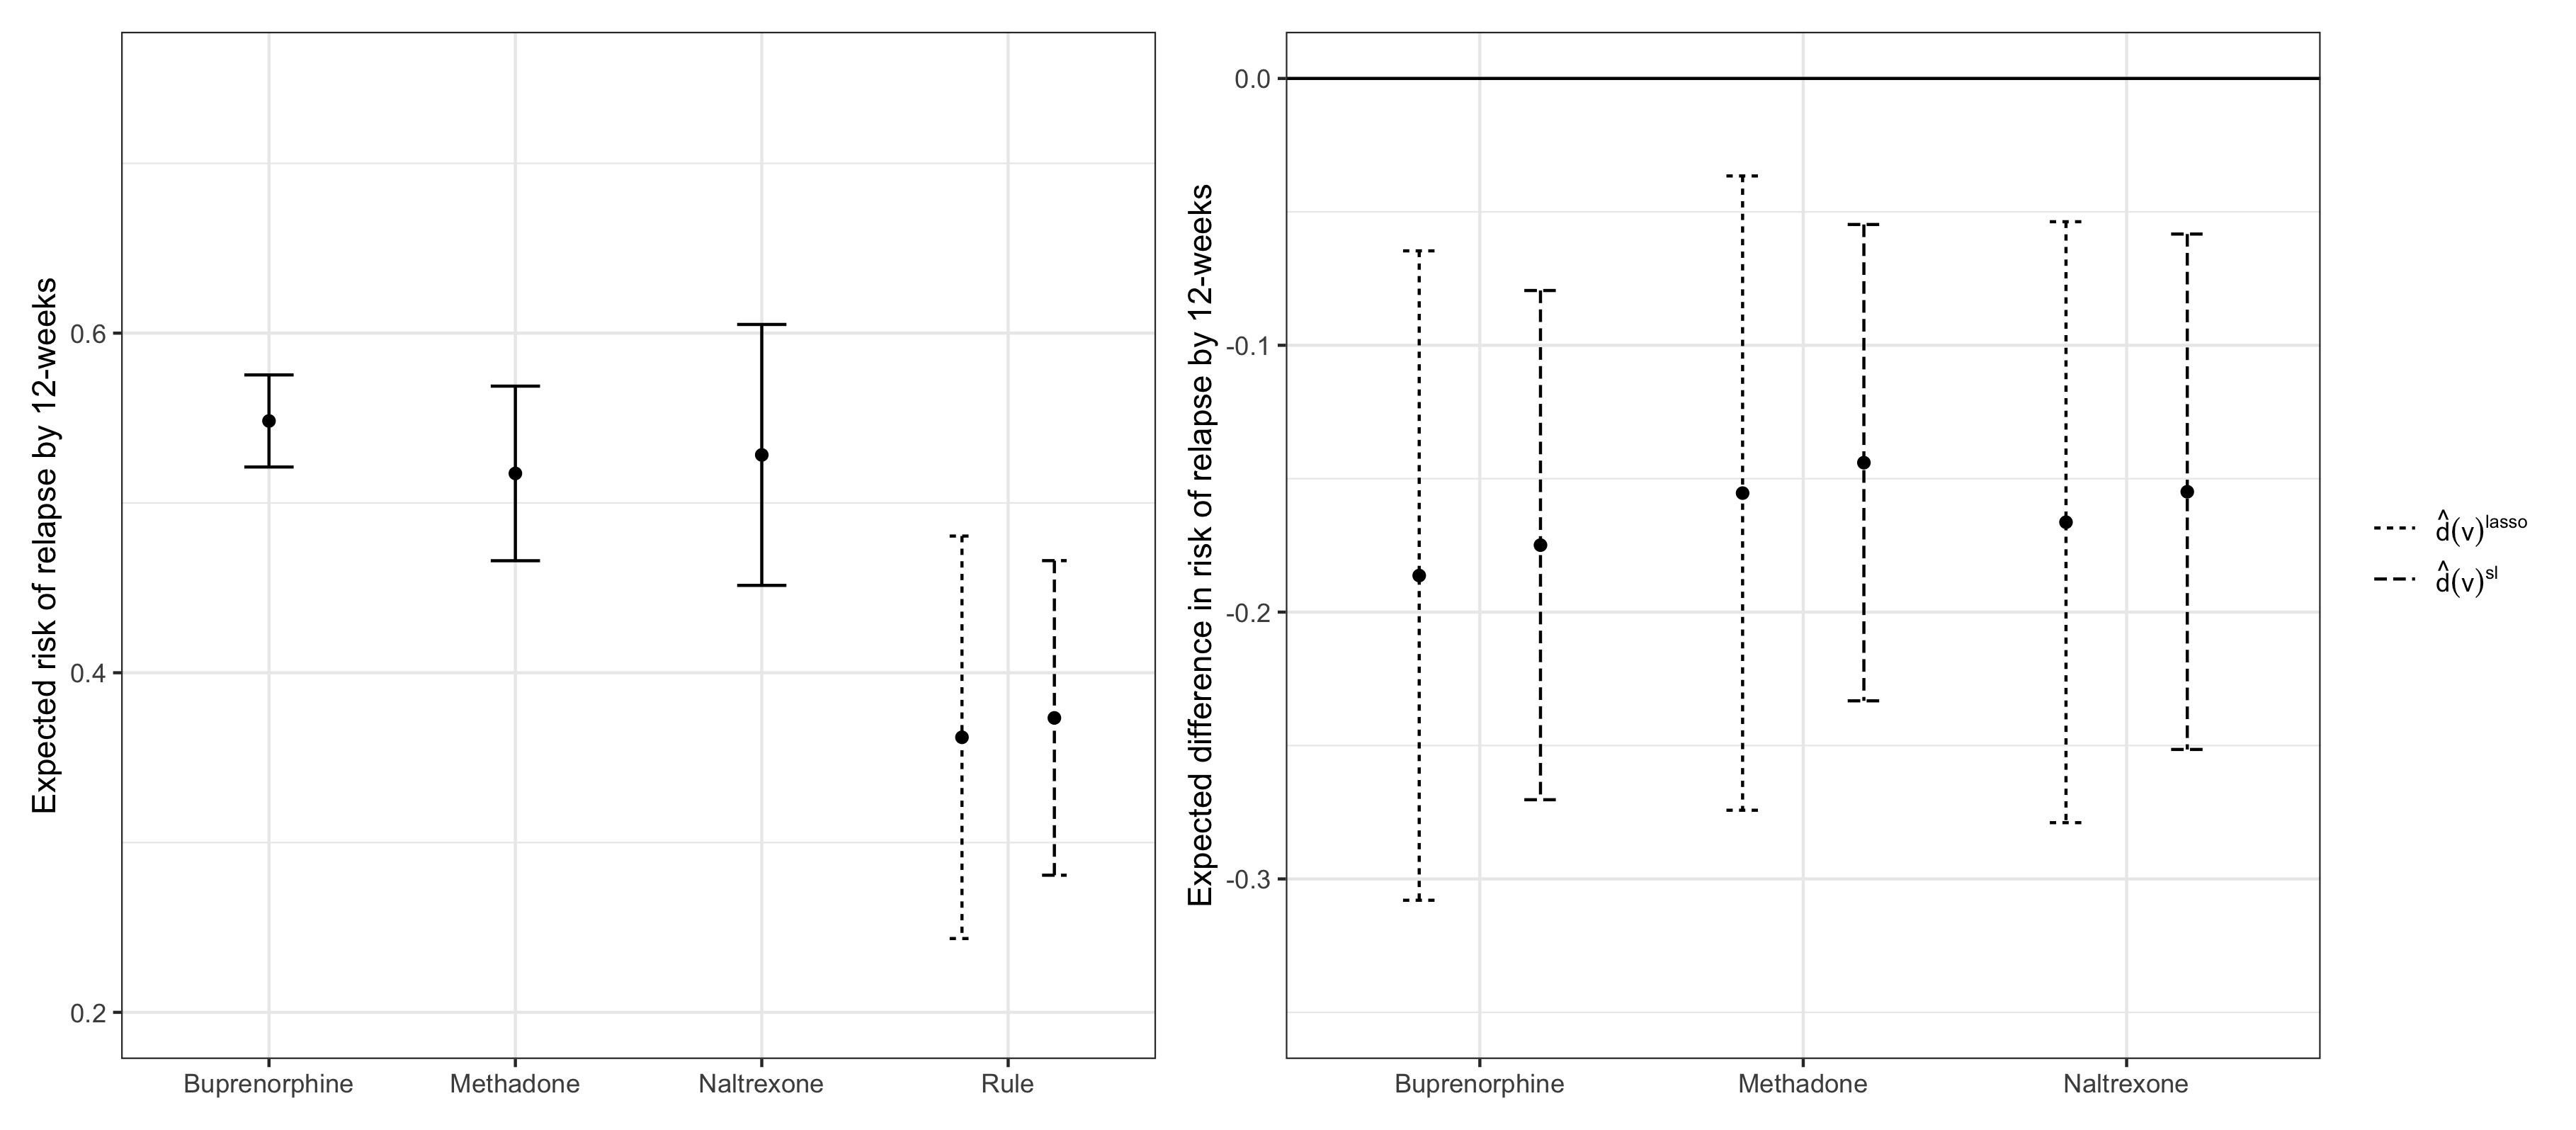 Expected risk of relapse by 12-weeks
0.6
0.4
0.2
Buprenorphine
Methadone
Naltrexone
Rule
Expected difference in risk of relapse by 12-weeks
0.0
-0.1
-0.2
-0.3
Buprenorphine
Methadone
Naltrexone
d̂(v)^lasso
d̂(v)^sl